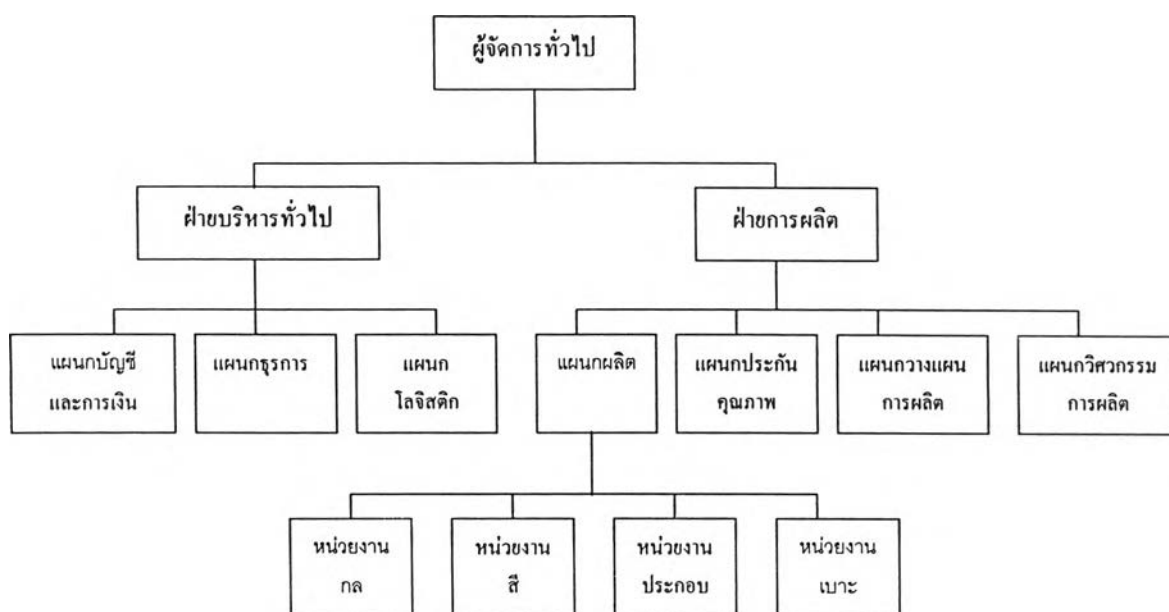 ผู้จัดการทั่วไป
ฝ่ายบริหารทั่วไป
ฝ่ายการผลิต
แผนกบัญชี
และการเงิน
แผนกธุรการ
แผนก
โลจิสติก
แผนกผลิต
แผนกประกัน
คุณภาพ
แผนกวางแผน
การผลิต
แผนกวิศวกรรม
การผลิต
หน่วยงาน
กล
หน่วยงาน
สี
หน่วยงาน
ประกอบ
หน่วยงาน
เบาะ